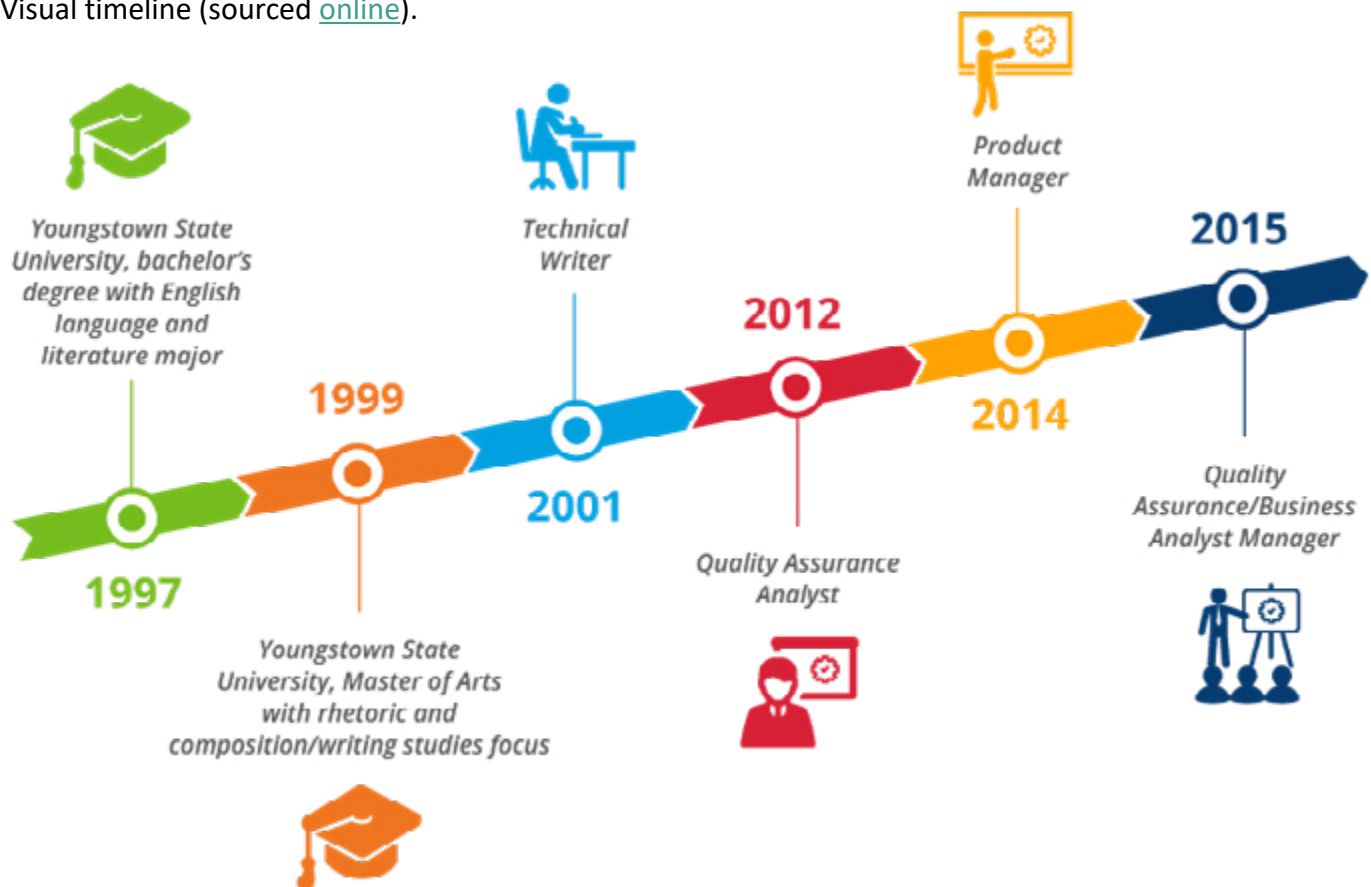 Visual timeline (sourced online).
Youngstown State
University, bachelor's
degree with English
language and
literature major
1997
1999
Youngstown State
University, Master of Arts
with rhetoric and
composition/writing studies focus
Technical
Writer
2001
2012
Quality Assurance
Analyst
Product
Manager
2014
2015
Quality
Assurance/Business
Analyst Manager